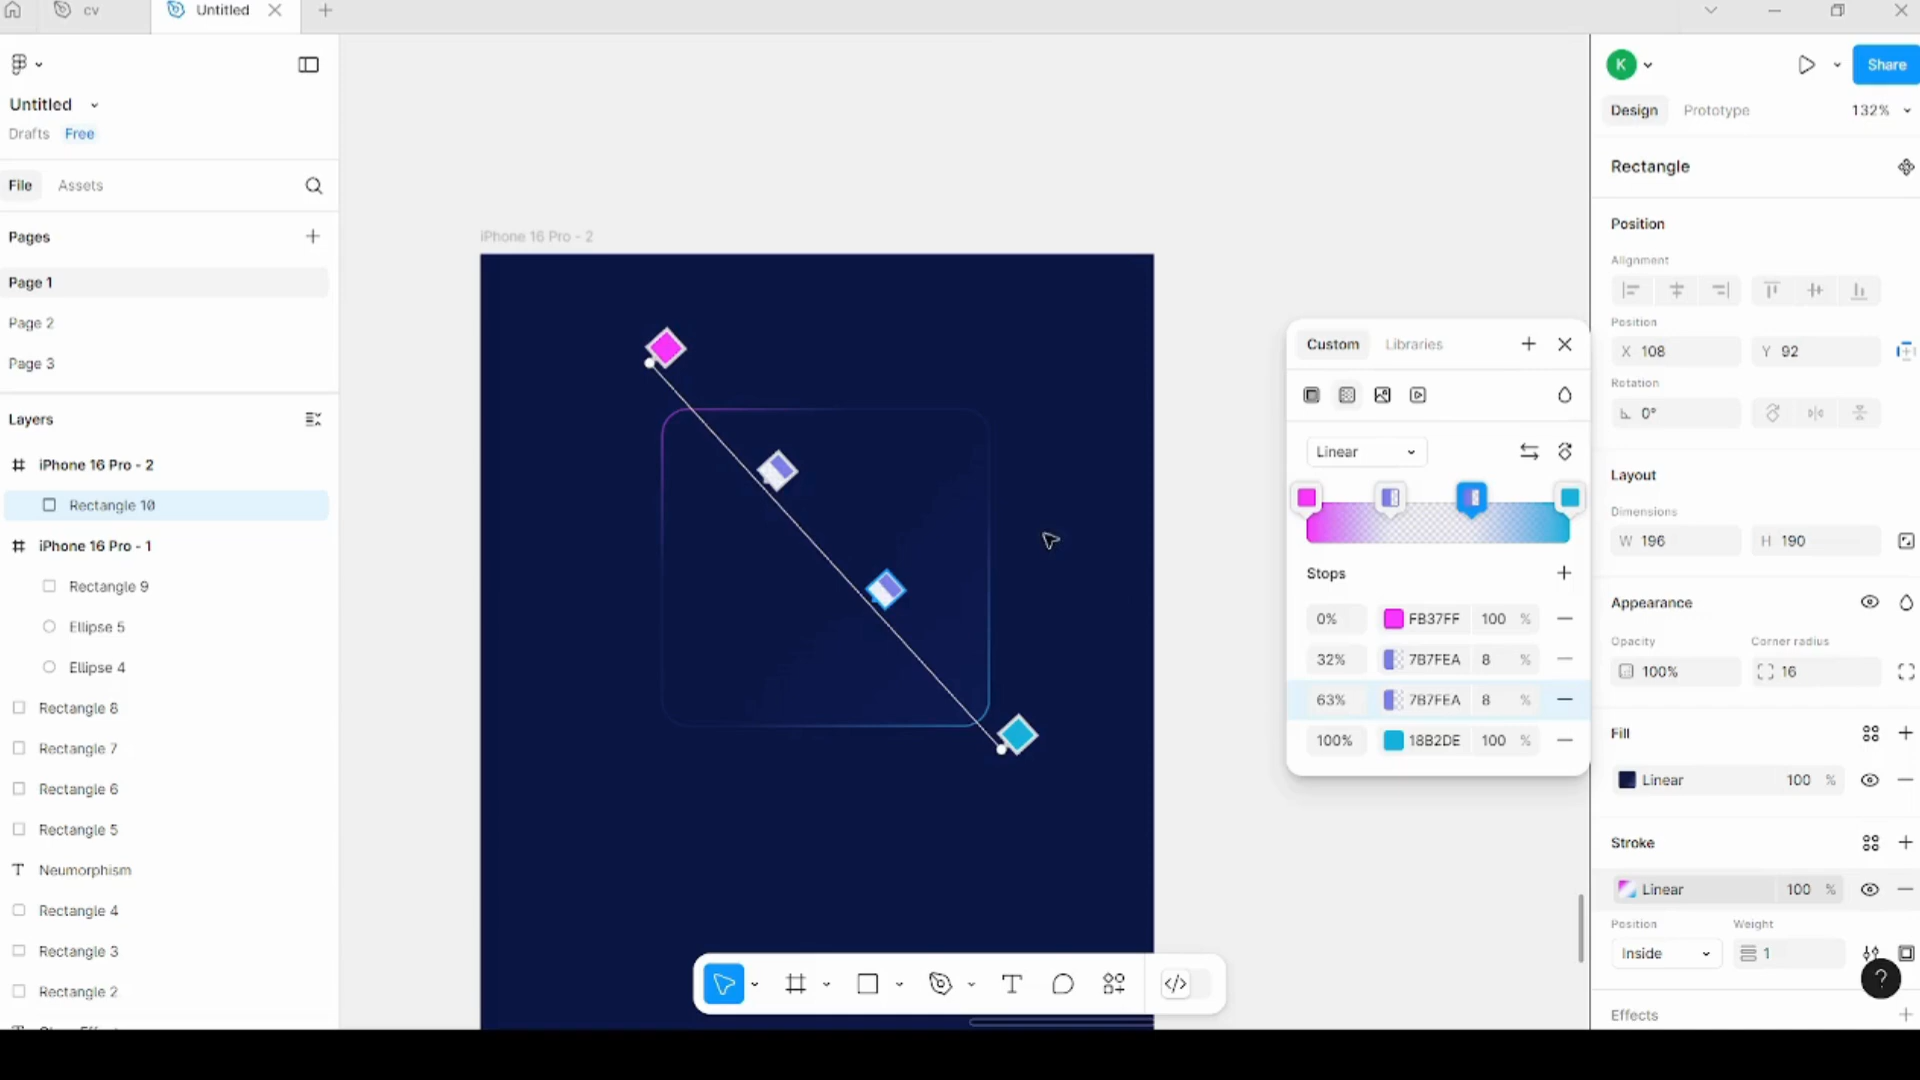 cv
Untitled
Untitled
Drafts Free
File Assets
Pages
Page 1
Page 2
Page 3
Layers
iPhone 16 Pro - 2
Rectangle 10
iPhone 16 Pro - 1
Rectangle 9
Ellipse 5
Ellipse 4
Rectangle 8
Rectangle 7
Rectangle 6
Rectangle 5
T Neumorphism
Rectangle 4
Rectangle 3
Rectangle 2
iPhone 16 Pro - 2
Custom Libraries
Linear
Stops
0% FB37FF 100 %
32% 7B7FEA 8 %
63% 7B7FEA 8 %
100% 18B2DE 100 %
K
Share
Design Prototype 132%
Rectangle
Position
Alignment
Position
X 108 Y 92
Rotation
0°
Layout
Dimensions
W 196 H 190
Appearance
Opacity Corner radius
100% 16
Fill
Linear 100 %
Stroke
Linear 100 %
Position Weight
Inside 1
?
Effects